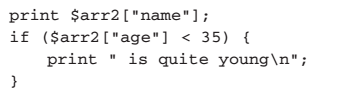 print $arr2["name"];
if ($arr2["age"] < 35) {
    print " is quite young\n";
}